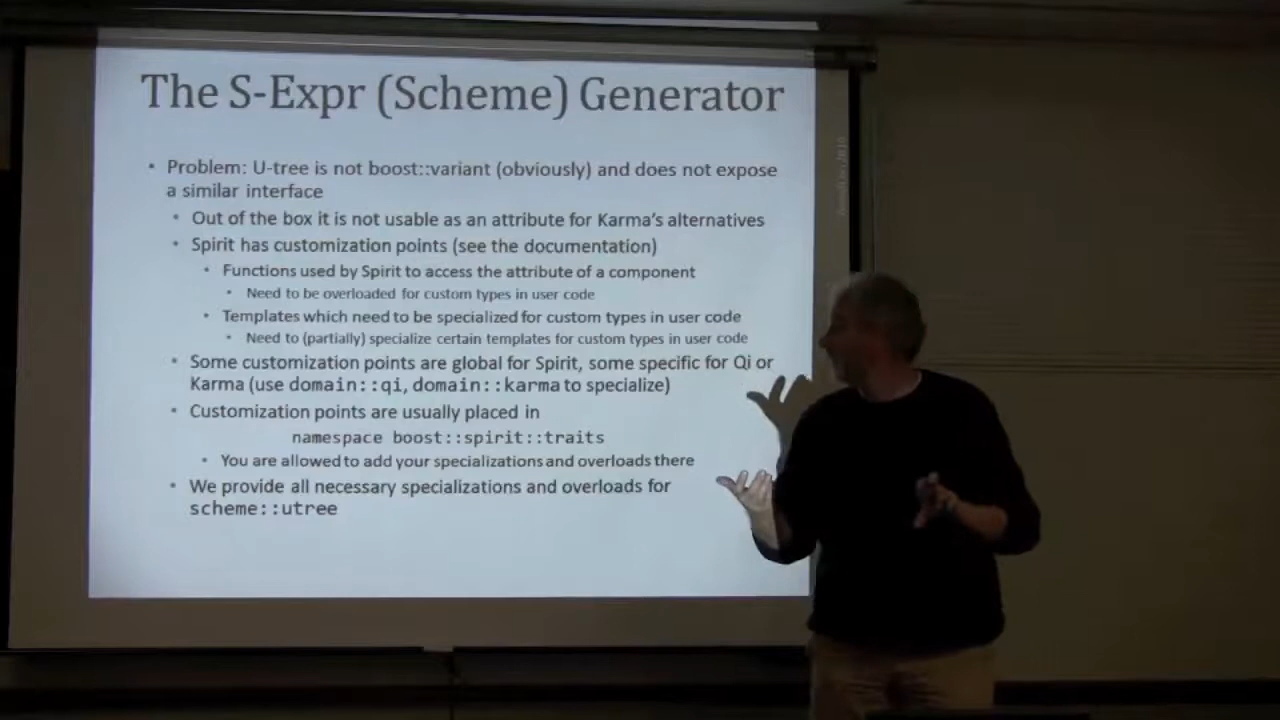 The S-Expr (Scheme) Generator
• Problem: U-tree is not boost::variant (obviously) and does not expose
a similar interface
• Out of the box it is not usable as an attribute for Karma's alternatives
• Spirit has customization points (see the documentation)
• Functions used by Spirit to access the attribute of a component
• Need to be overloaded for custom types in user code
• Templates which need to be specialized for custom types in user code
• Need to (partially) specialize certain templates for custom types in user code
• Some customization points are global for Spirit, some specific for Qi or
Karma (use domain::qi, domain::karma to specialize)
• Customization points are usually placed in
namespace boost::spirit::traits
• You are allowed to add your specializations and overloads there
• We provide all necessary specializations and overloads for
scheme::utree